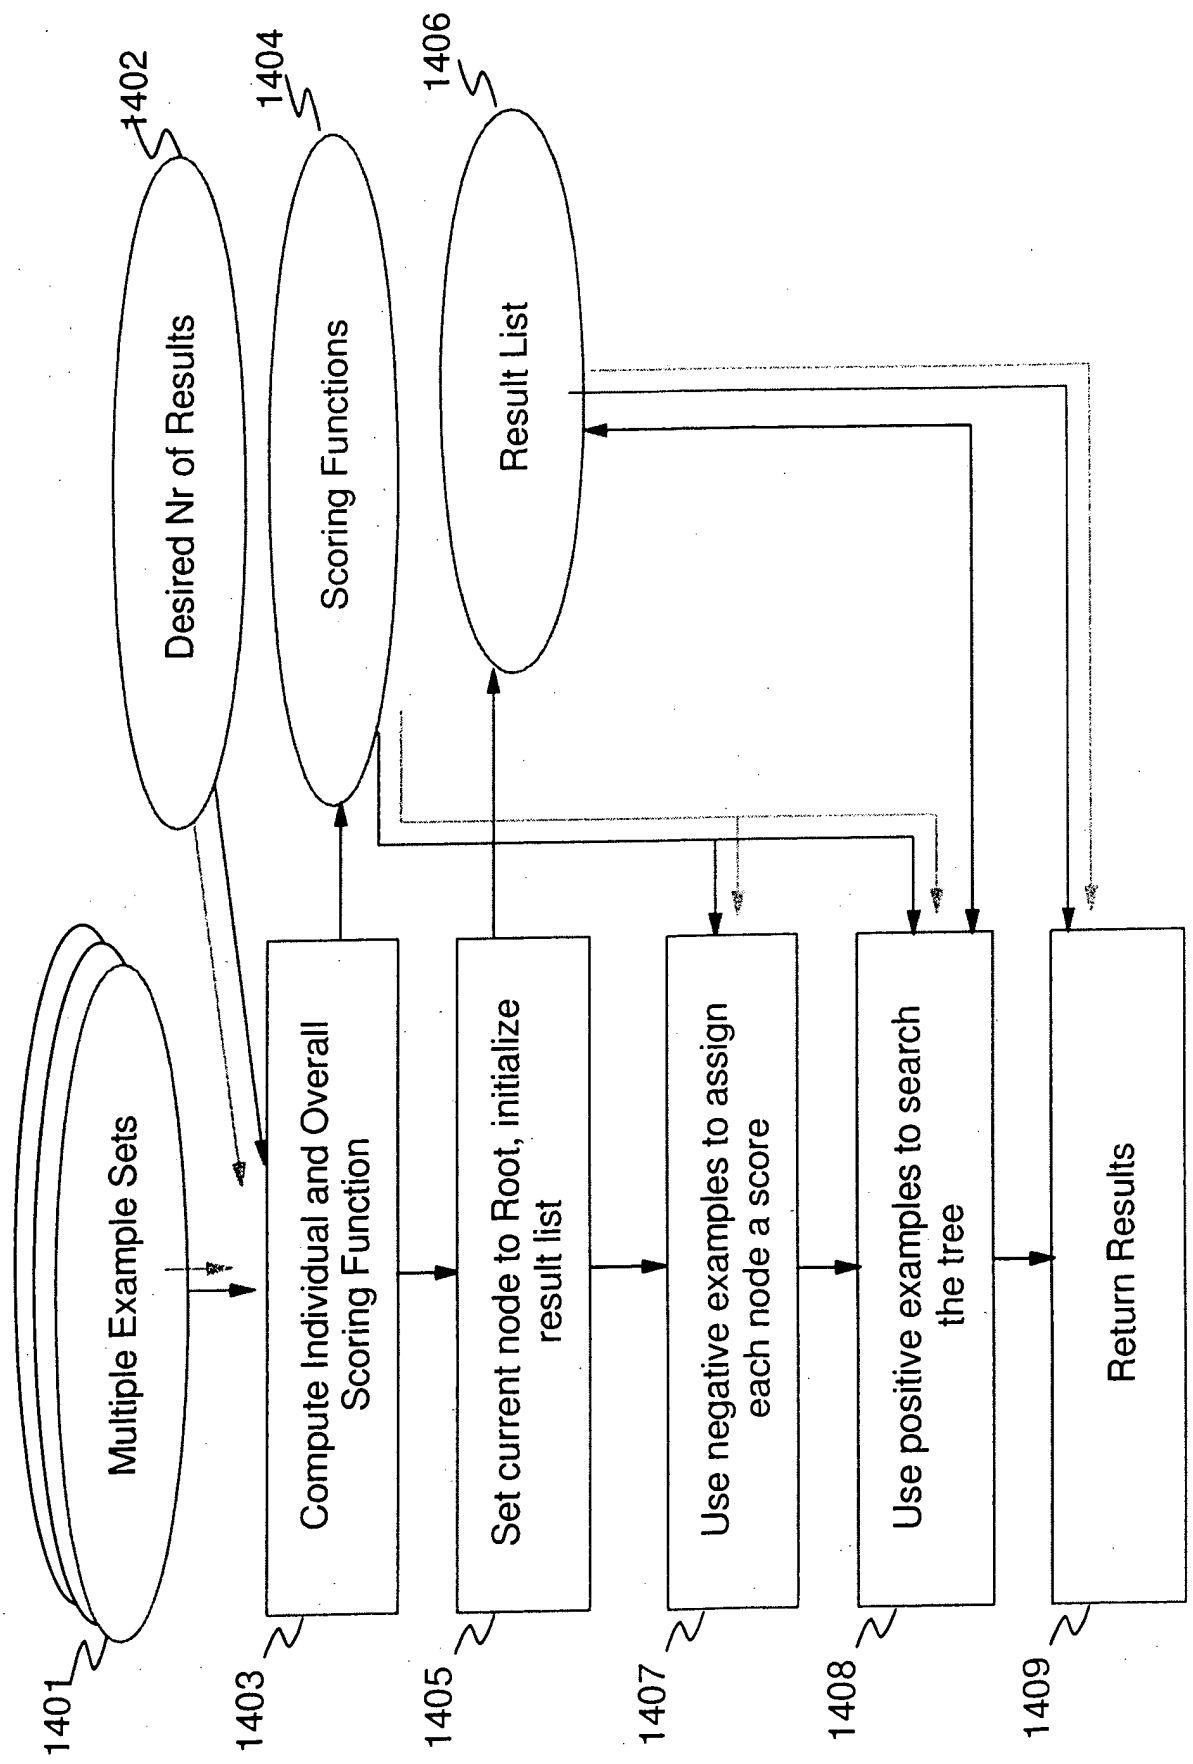 1401
Multiple Example Sets
1402
Desired Nr of Results
1403
Compute Individual and Overall
Scoring Function
1404
Scoring Functions
1405
Set current node to Root, initialize
result list
1406
Result List
1407
Use negative examples to assign
each node a score
1408
Use positive examples to search
the tree
1409
Return Results